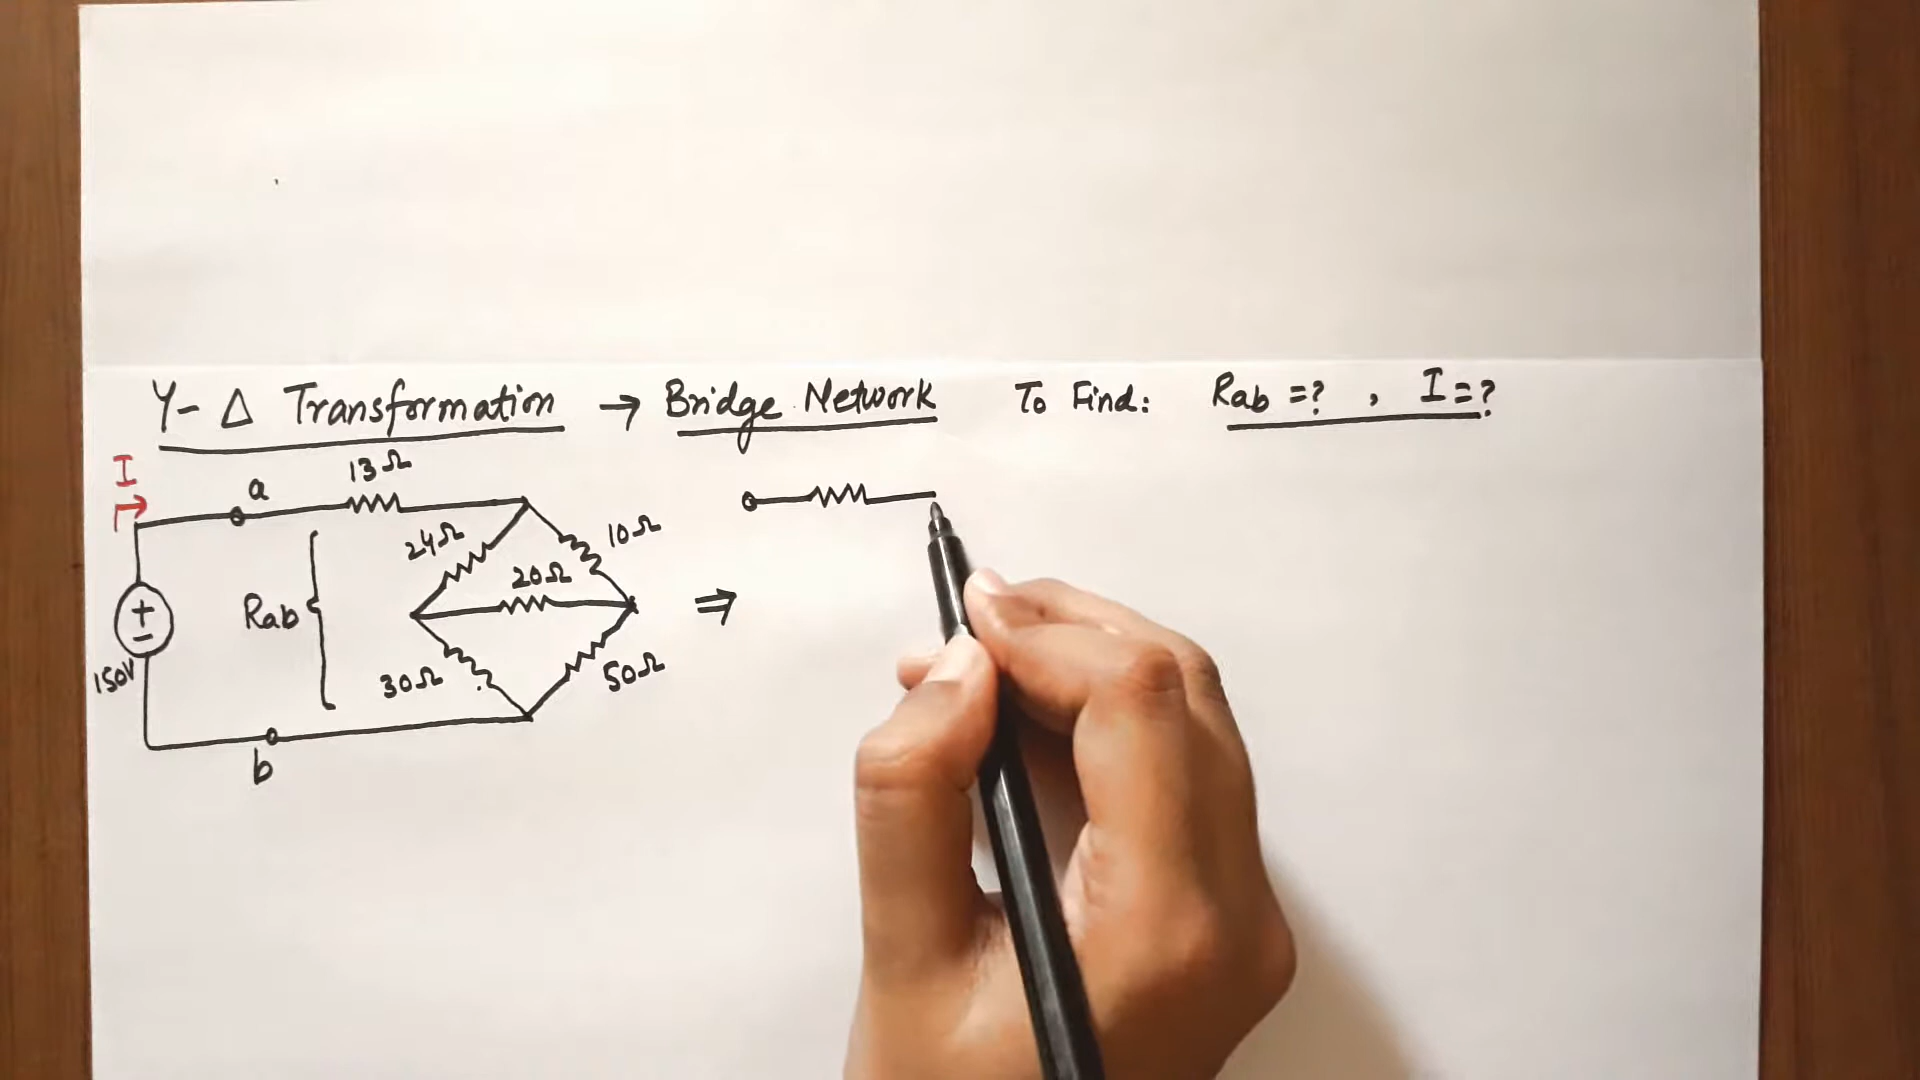 Y-Δ Transformation → Bridge Network To Find: Rab =? , I=?
I
13Ω
a
24Ω
10Ω
20Ω
⇒
Rab
+
-
150V
30Ω
50Ω
b